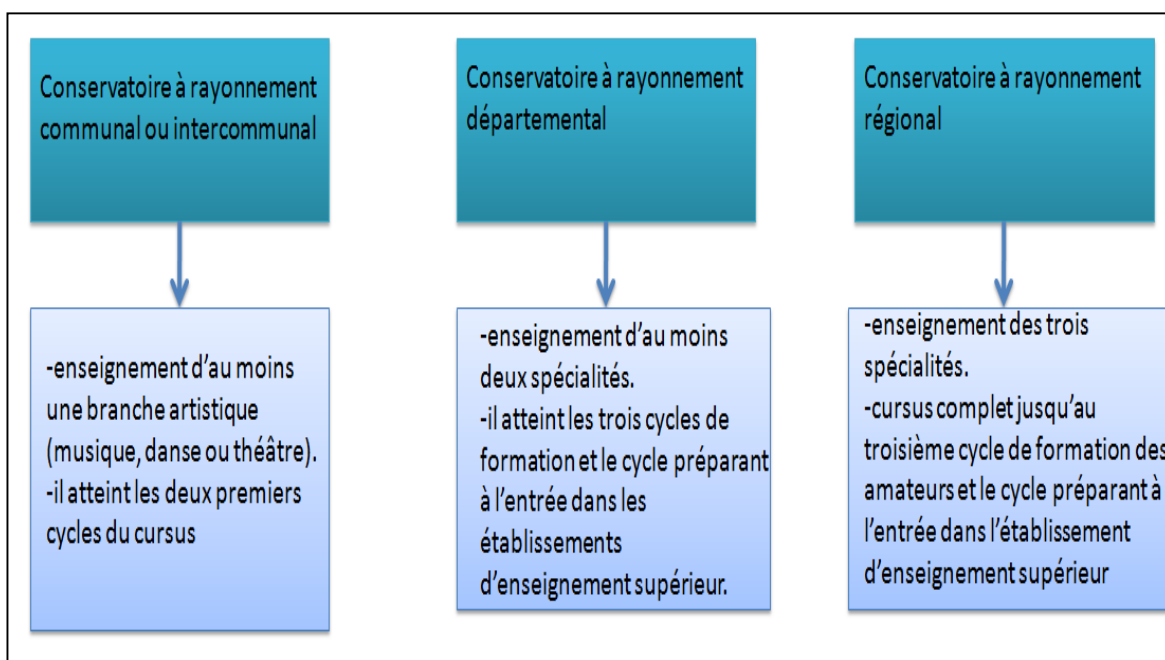 Conservatoire à rayonnement
communal ou intercommunal
Conservatoire à rayonnement
départemental
Conservatoire à rayonnement
régional
-enseignement d'au moins
une branche artistique
(musique, danse ou théâtre).
-il atteint les deux premiers
cycles du cursus
-enseignement d'au moins
deux spécialités.
-il atteint les trois cycles de
formation et le cycle préparant
à l'entrée dans les
établissements
d'enseignement supérieur.
-enseignement des trois
spécialités.
-cursus complet jusqu'au
troisième cycle de formation des
amateurs et le cycle préparant à
l'entrée dans l'établissement
d'enseignement supérieur